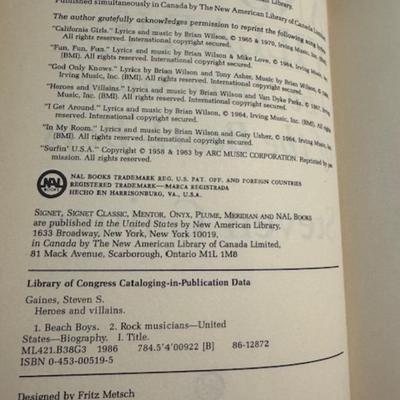 Library.
Published simultaneously in Canada by The New American Library of Canada Limited.
The author gratefully acknowledges permission to reprint the following song lyrics:
"California Girls." Lyrics and music by Brian Wilson, © 1965 & 1970, Irving Music, Inc. (BMI).
All rights reserved. International copyright secured.
"Fun, Fun, Fun." Lyrics and music by Brian Wilson & Mike Love, © 1964, Irving Music, Inc.
(BMI). All rights reserved. International copyright secured.
"God Only Knows." Lyrics by Brian Wilson and Tony Asher, Music by Brian Wilson, ©
Irving Music, Inc. (BMI). All rights reserved. International copyright secured.
"Heroes and Villains." Lyrics and music by Brian Wilson and Van Dyke Parks, © 1967, Irving
Music, Inc. (BMI). All rights reserved. International copyright secured.
"I Get Around." Lyrics and music by Brian Wilson, © 1964, Irving Music, Inc. (BMI).
All rights reserved. International copyright secured.
"In My Room." Lyrics and music by Brian Wilson and Gary Usher, © 1964, Irving Music, Inc.
(BMI). All rights reserved. International copyright secured.
"Surfin' U.S.A." Copyright © 1958 & 1963 by ARC MUSIC CORPORATION. Reprinted by per-
mission. All rights reserved.
NAL
BOOKS
NAL BOOKS TRADEMARK REG. U.S. PAT. OFF. AND FOREIGN COUNTRIES
REGISTERED TRADEMARK—MARCA REGISTRADA
HECHO EN HARRISONBURG, VA., U.S.A.
SIGNET, SIGNET CLASSIC, MENTOR, ONYX, PLUME, MERIDIAN and NAL BOOKS
are published in the United States by New American Library,
1633 Broadway, New York, New York 10019,
in Canada by The New American Library of Canada Limited,
81 Mack Avenue, Scarborough, Ontario M1L 1M8
Library of Congress Cataloging-in-Publication Data
Gaines, Steven S.
Heroes and villains.
1. Beach Boys. 2. Rock musicians—United
States—Biography. I. Title.
ML421.B38G3 1986 784.5'4'00922 [B] 86-12872
ISBN 0-453-00519-5
Designed by Fritz Metsch